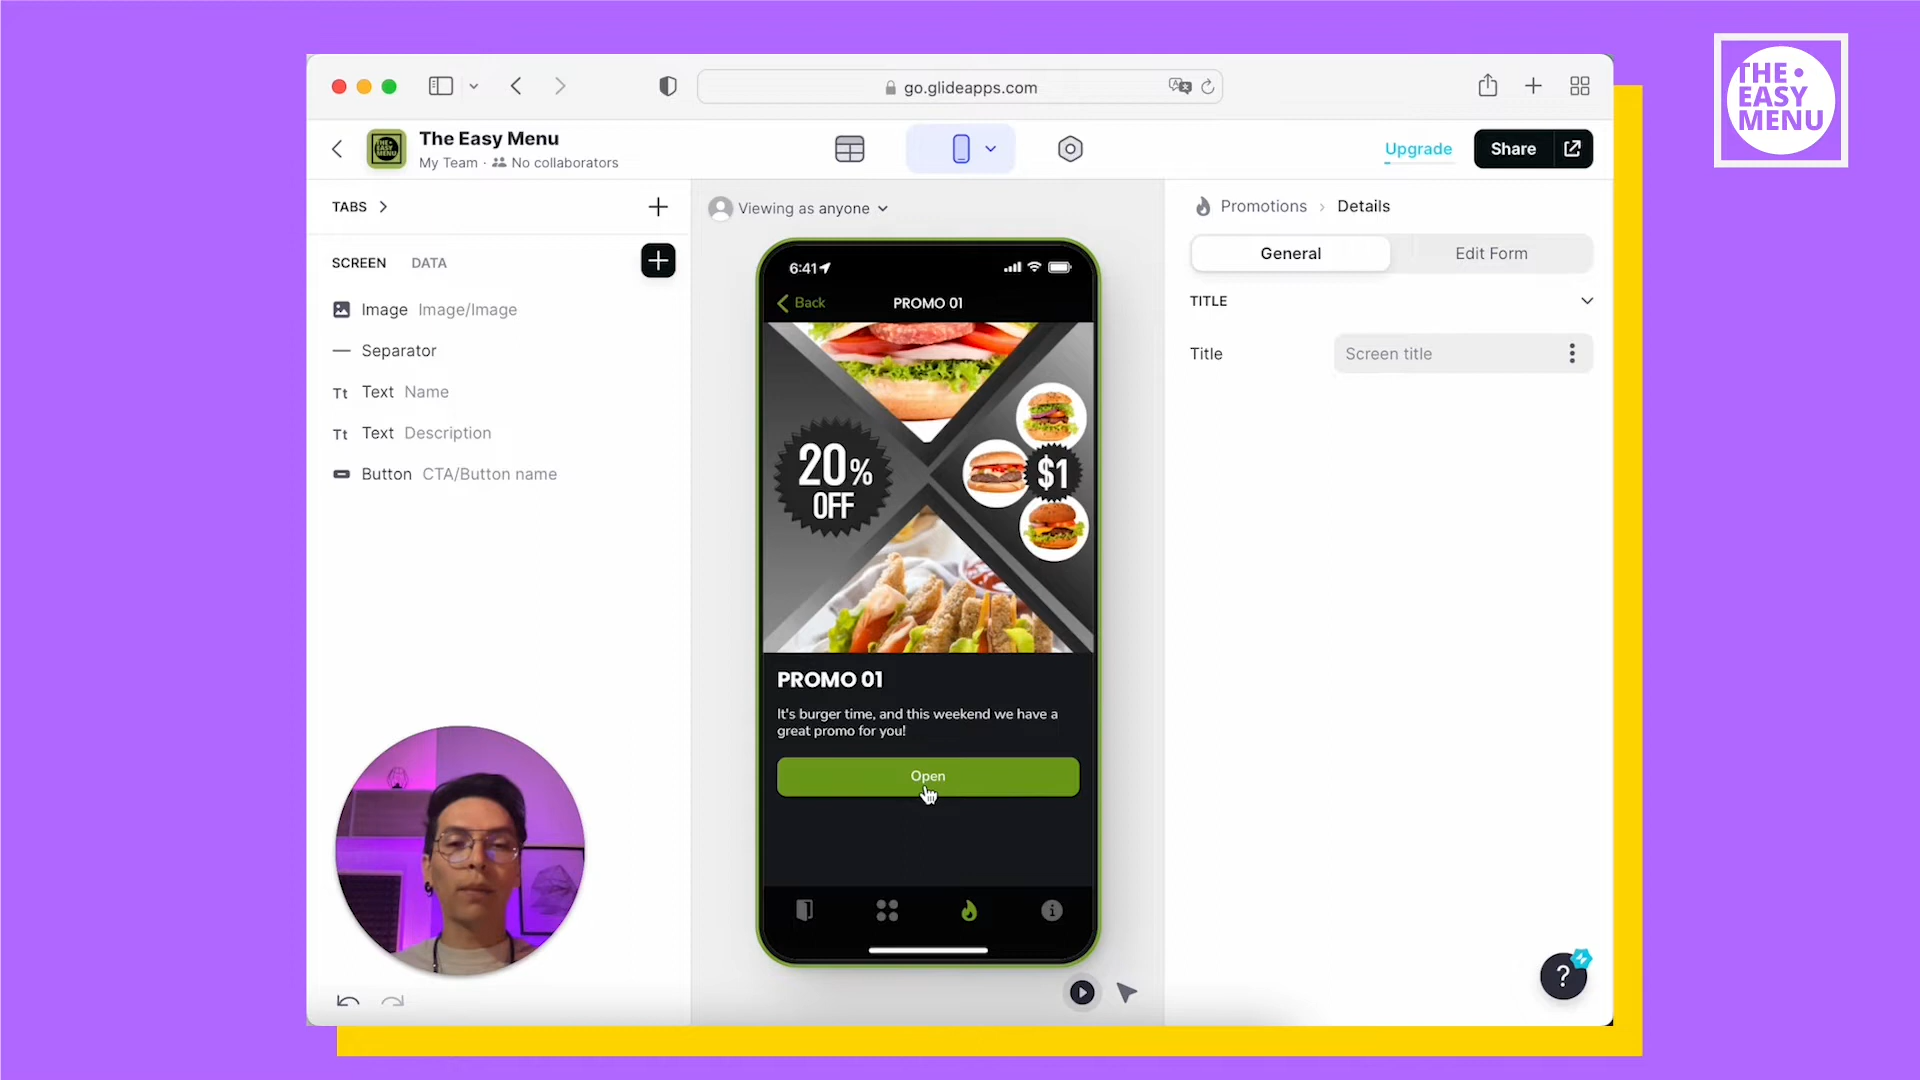 go.glideapps.com
THE
EASY
MENU
The Easy Menu
My Team · No collaborators
Upgrade
Share
TABS
SCREEN DATA
Image Image/Image
Separator
Tt Text Name
Tt Text Description
Button CTA/Button name
Viewing as anyone
6:41
Back
PROMO 01
20%
OFF
$1
PROMO 01
It's burger time, and this weekend we have a
great promo for you!
Open
Promotions › Details
General
Edit Form
TITLE
Title
Screen title
?